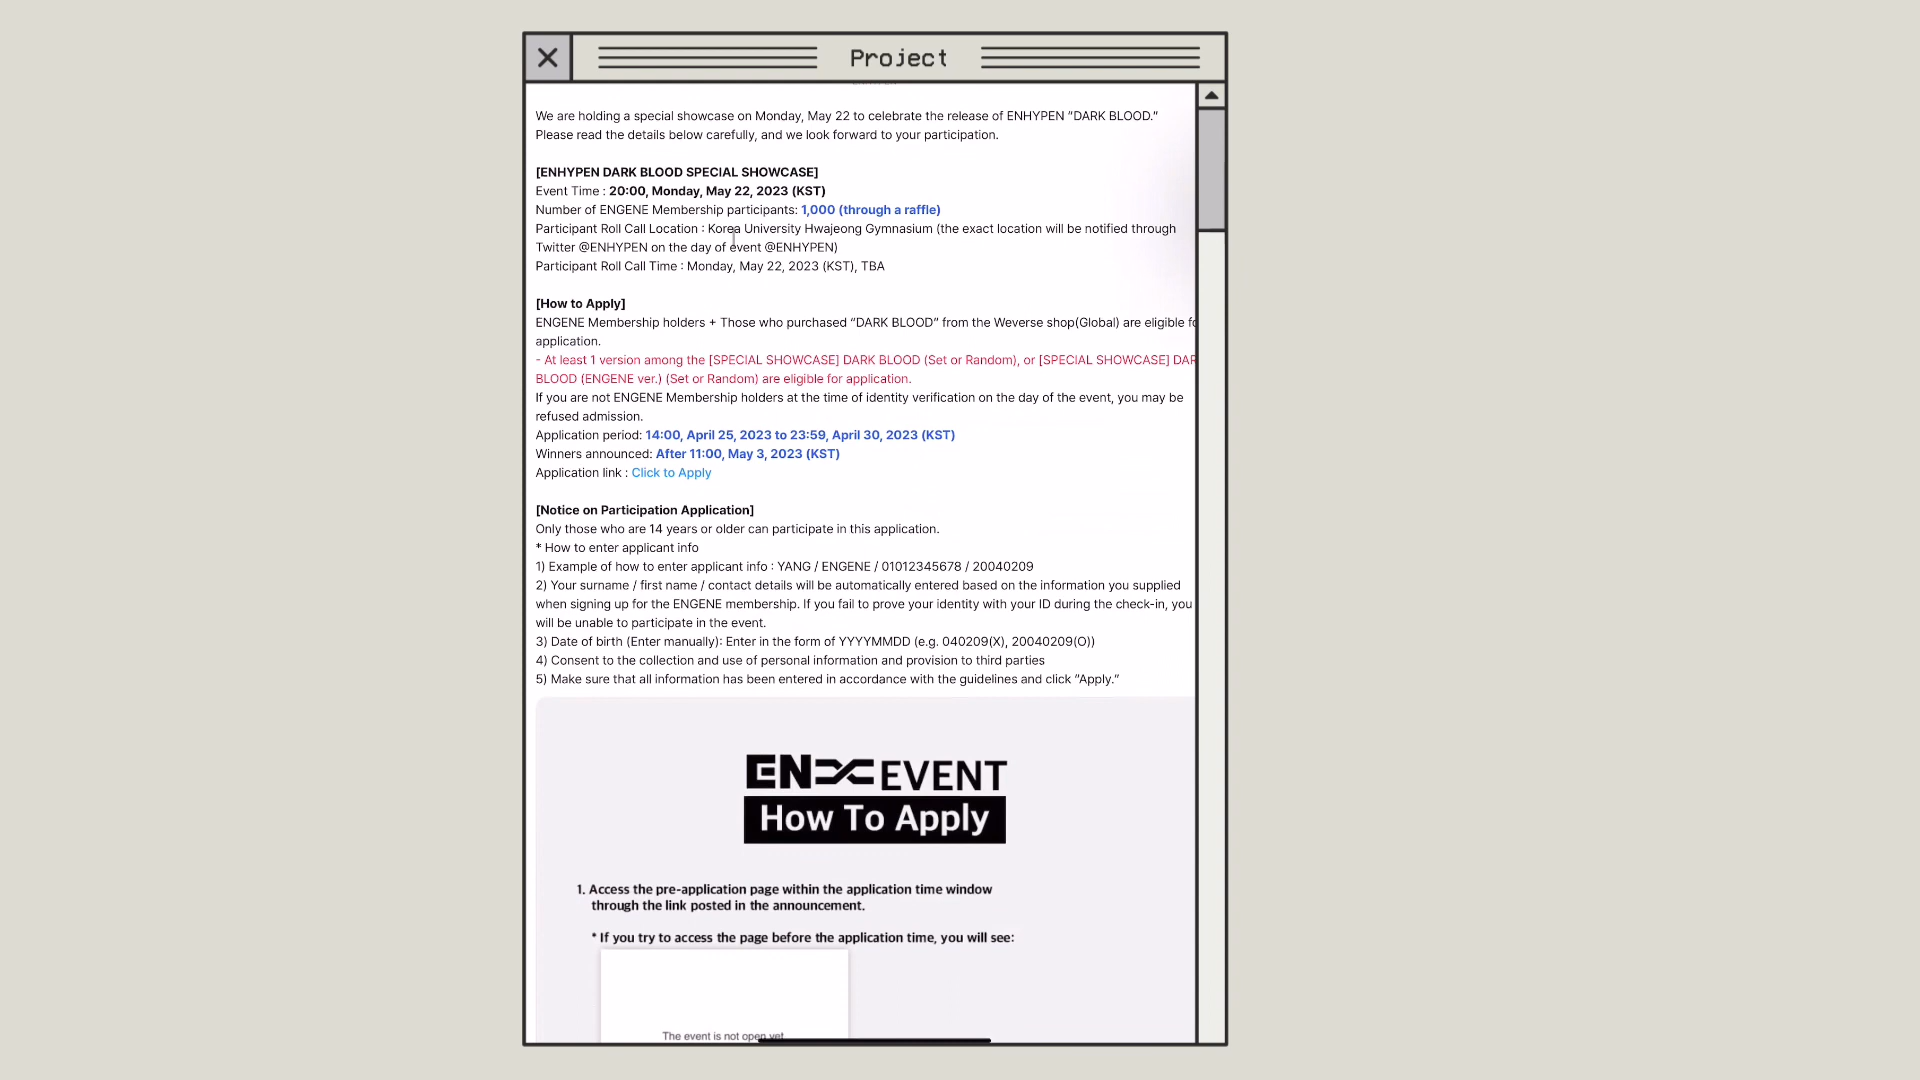 Project
We are holding a special showcase on Monday, May 22 to celebrate the release of ENHYPEN “DARK BLOOD.”
Please read the details below carefully, and we look forward to your participation.
[ENHYPEN DARK BLOOD SPECIAL SHOWCASE]
Event Time : 20:00, Monday, May 22, 2023 (KST)
Number of ENGENE Membership participants: 1,000 (through a raffle)
Participant Roll Call Location : Korea University Hwajeong Gymnasium (the exact location will be notified through
Twitter @ENHYPEN on the day of event @ENHYPEN)
Participant Roll Call Time : Monday, May 22, 2023 (KST), TBA
[How to Apply]
ENGENE Membership holders + Those who purchased “DARK BLOOD” from the Weverse shop(Global) are eligible fo
application.
- At least 1 version among the [SPECIAL SHOWCASE] DARK BLOOD (Set or Random), or [SPECIAL SHOWCASE] DAR
BLOOD (ENGENE ver.) (Set or Random) are eligible for application.
If you are not ENGENE Membership holders at the time of identity verification on the day of the event, you may be
refused admission.
Application period: 14:00, April 25, 2023 to 23:59, April 30, 2023 (KST)
Winners announced: After 11:00, May 3, 2023 (KST)
Application link : Click to Apply
[Notice on Participation Application]
Only those who are 14 years or older can participate in this application.
* How to enter applicant info
1) Example of how to enter applicant info : YANG / ENGENE / 01012345678 / 20040209
2) Your surname / first name / contact details will be automatically entered based on the information you supplied
when signing up for the ENGENE membership. If you fail to prove your identity with your ID during the check-in, you
will be unable to participate in the event.
3) Date of birth (Enter manually): Enter in the form of YYYYMMDD (e.g. 040209(X), 20040209(O))
4) Consent to the collection and use of personal information and provision to third parties
5) Make sure that all information has been entered in accordance with the guidelines and click “Apply.”
EN EVENT
How To Apply
1. Access the pre-application page within the application time window
through the link posted in the announcement.
* If you try to access the page before the application time, you will see:
The event is not open yet